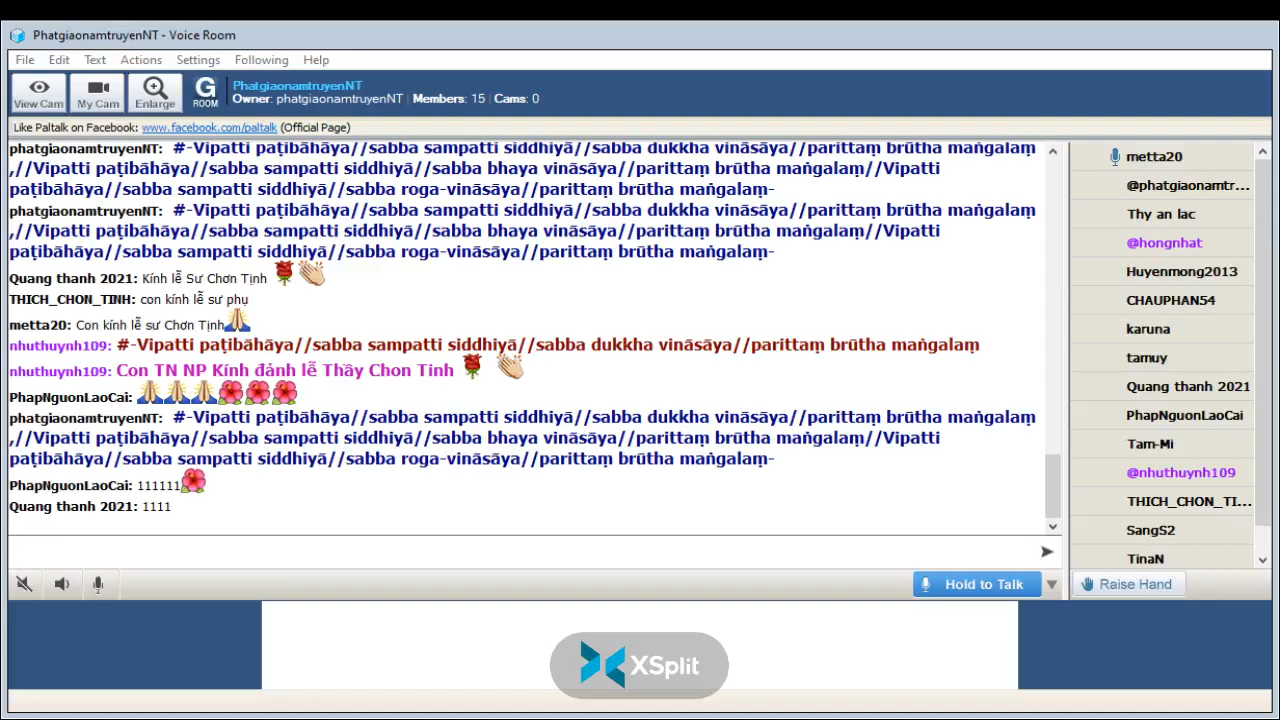 PhatgiaonamtruyenNT - Voice Room
File Edit Text Actions Settings Following Help
View Cam My Cam Enlarge G ROOM
PhatgiaonamtruyenNT
Owner: phatgiaonamtruyenNT | Members: 15 | Cams: 0
Like Paltalk on Facebook: www.facebook.com/paltalk (Official Page)
phatgiaonamtruyenNT: #-Vipatti paṭibāhāya//sabba sampatti siddhiyā//sabba dukkha vināsāya//parittaṃ brūtha maṅgalaṃ
,//Vipatti paṭibāhāya//sabba sampatti siddhiyā//sabba bhaya vināsāya//parittaṃ brūtha maṅgalaṃ//Vipatti
paṭibāhāya//sabba sampatti siddhiyā//sabba roga-vināsāya//parittaṃ brūtha maṅgalaṃ-
phatgiaonamtruyenNT: #-Vipatti paṭibāhāya//sabba sampatti siddhiyā//sabba dukkha vināsāya//parittaṃ brūtha maṅgalaṃ
,//Vipatti paṭibāhāya//sabba sampatti siddhiyā//sabba bhaya vināsāya//parittaṃ brūtha maṅgalaṃ//Vipatti
paṭibāhāya//sabba sampatti siddhiyā//sabba roga-vināsāya//parittaṃ brūtha maṅgalaṃ-
Quang thanh 2021: Kính lễ Sư Chơn Tịnh
THICH_CHON_TINH: con kính lễ sư phụ
metta20: Con kính lễ sư Chơn Tịnh
nhuthuynh109: #-Vipatti paṭibāhāya//sabba sampatti siddhiyā//sabba dukkha vināsāya//parittaṃ brūtha maṅgalaṃ
nhuthuynh109: Con TN NP Kính đảnh lễ Thầy Chon Tinh
PhapNguonLaoCai:
phatgiaonamtruyenNT: #-Vipatti paṭibāhāya//sabba sampatti siddhiyā//sabba dukkha vināsāya//parittaṃ brūtha maṅgalaṃ
,//Vipatti paṭibāhāya//sabba sampatti siddhiyā//sabba bhaya vināsāya//parittaṃ brūtha maṅgalaṃ//Vipatti
paṭibāhāya//sabba sampatti siddhiyā//sabba roga-vināsāya//parittaṃ brūtha maṅgalaṃ-
PhapNguonLaoCai: 111111
Quang thanh 2021: 1111
metta20
@phatgiaonamtr...
Thy an lac
@hongnhat
Huyenmong2013
CHAUPHAN54
karuna
tamuy
Quang thanh 2021
PhapNguonLaoCai
Tam-Mi
@nhuthuynh109
THICH_CHON_TI...
SangS2
TinaN
Hold to Talk
Raise Hand
XSplit